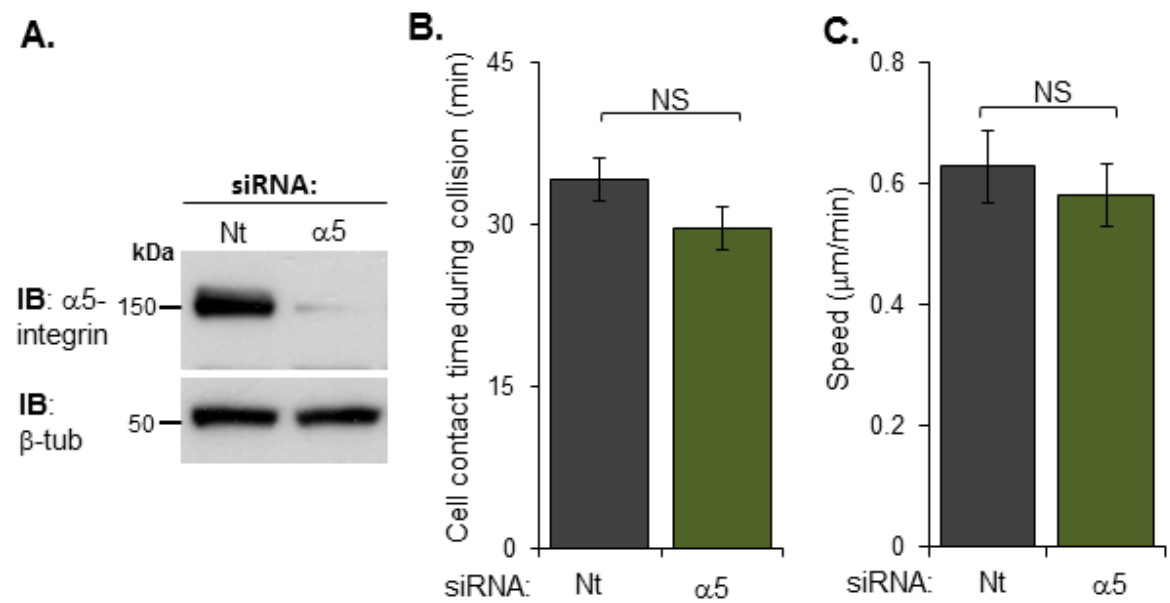 A.
siRNA:
Nt α5
kDa
IB: α5-
integrin
150
IB:
β-tub
50
B.
Cell contact time during collision (min)
45
30
15
0
NS
siRNA: Nt α5
C.
Speed (μm/min)
0.8
0.6
0.4
0.2
0
NS
siRNA: Nt α5